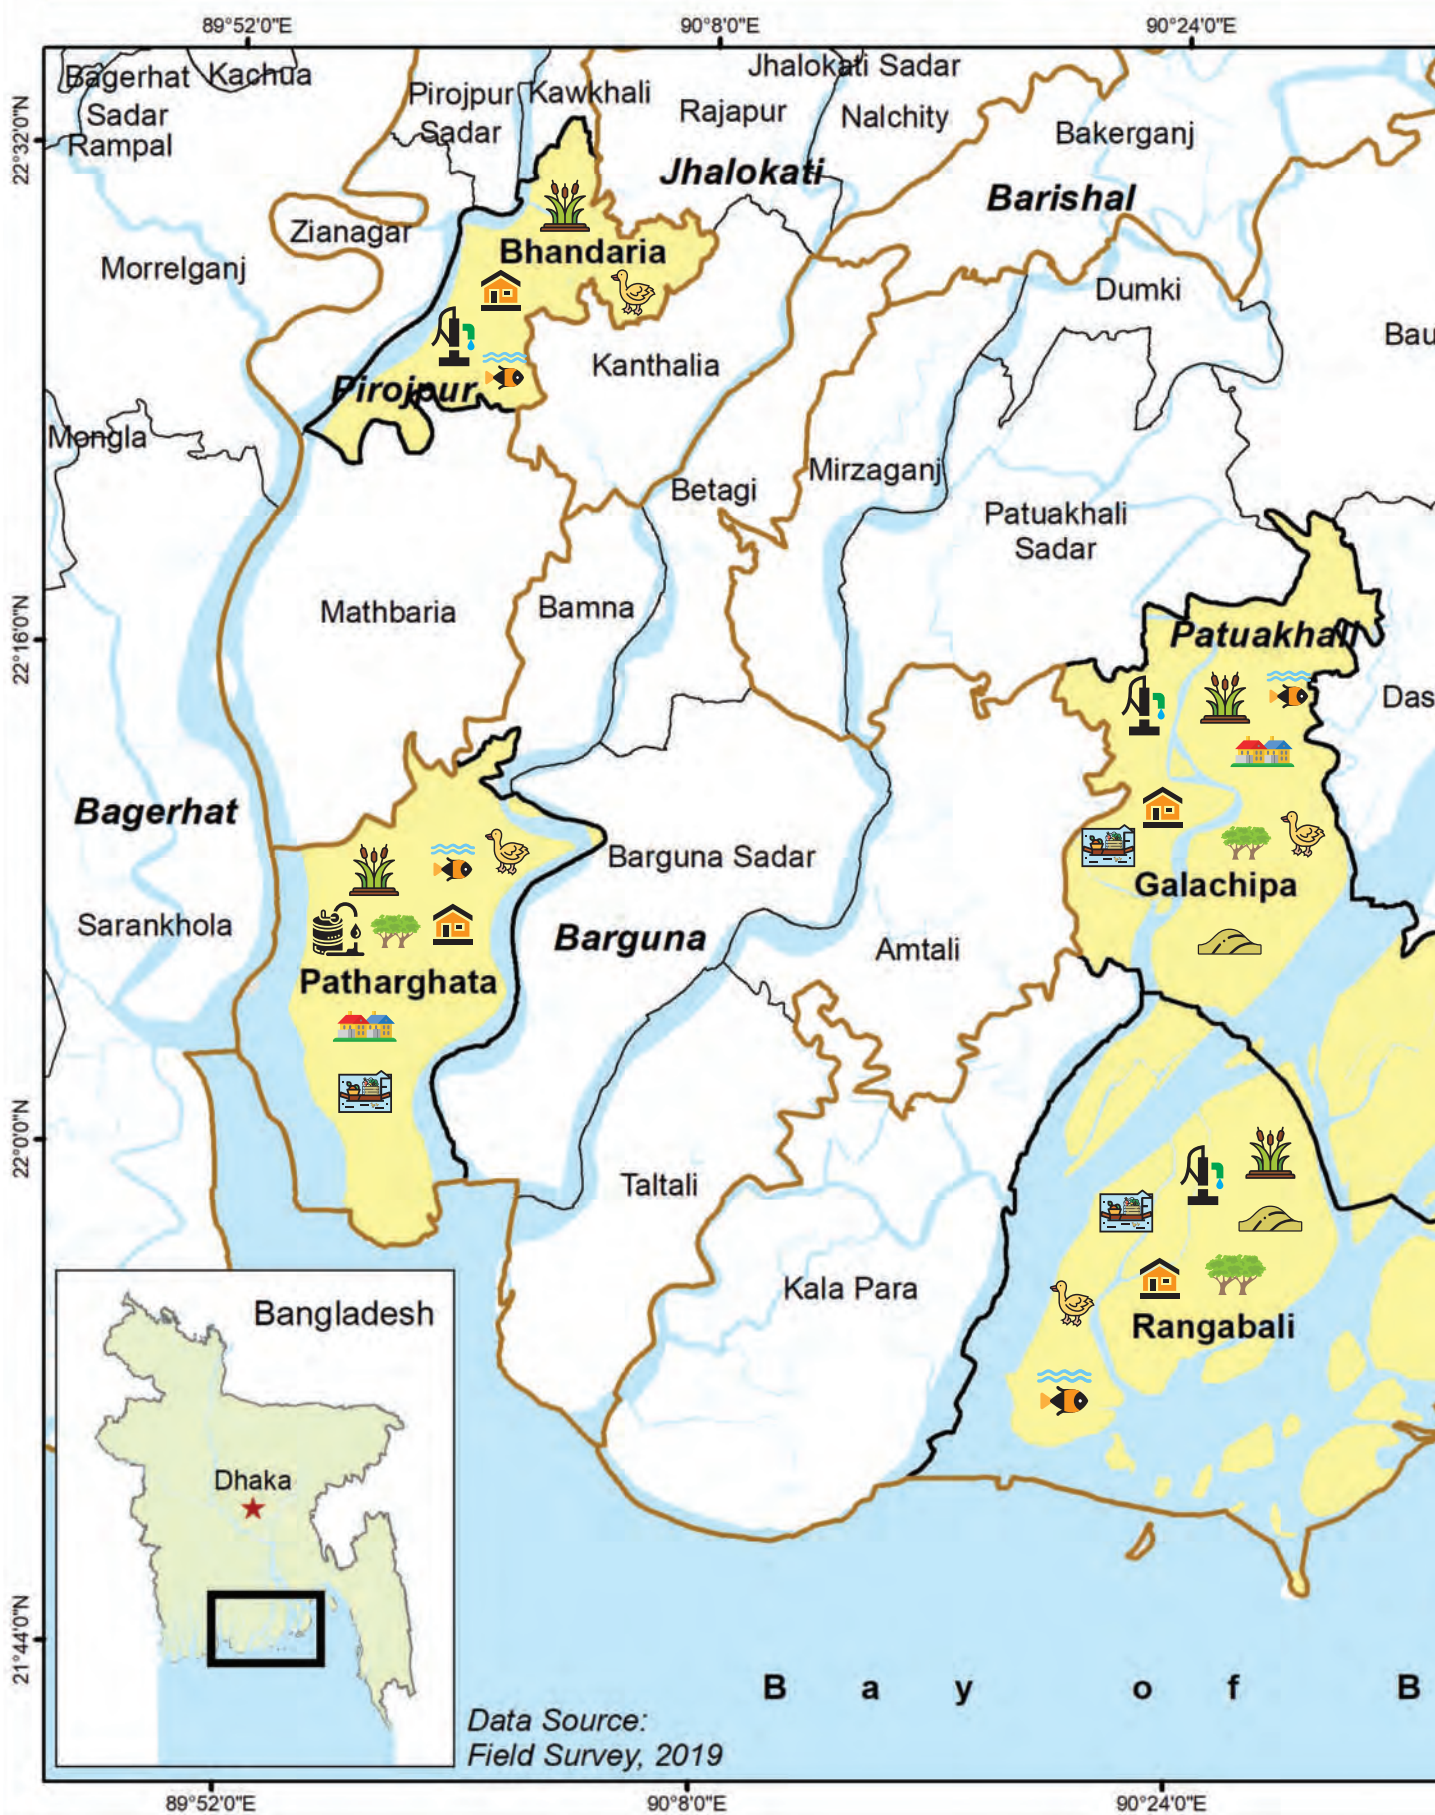 89°52'0"E
90°8'0"E
90°24'0"E
Bagerhat
Sadar
Kachua
Rampal
Pirojpur
Sadar
Kawkhali
Jhalokati Sadar
Rajapur
Nalchity
Bakerganj
22°32'0"N
Jhalokati
Barishal
Zianagar
Morrelganj
Bhandaria
Dumki
Bau
Kanthalia
Pirojpur
Mongla
Mirzaganj
Betagi
Patuakhali
Sadar
Mathbaria
Bamna
22°16'0"N
Patuakhali
Das
Bagerhat
Barguna Sadar
Galachipa
Sarankhola
Barguna
Amtali
Patharghata
22°0'0"N
Taltali
Kala Para
Rangabali
Bangladesh
Dhaka
21°44'0"N
B a y o f B
Data Source:
Field Survey, 2019
89°52'0"E
90°8'0"E
90°24'0"E